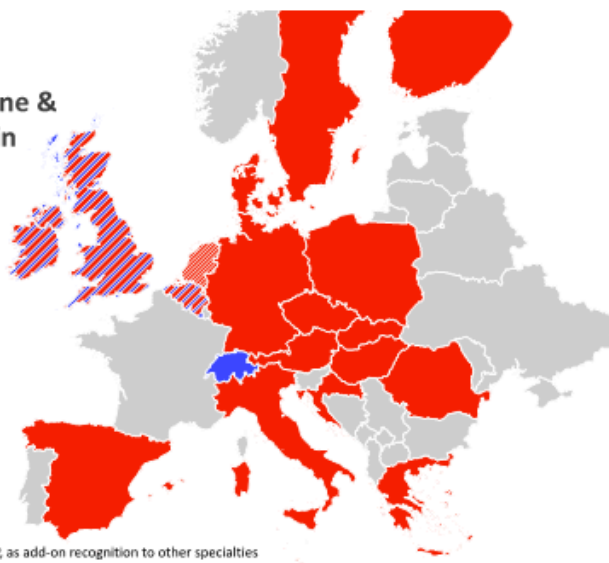 ne &
n
as add-on recognition to other specialties